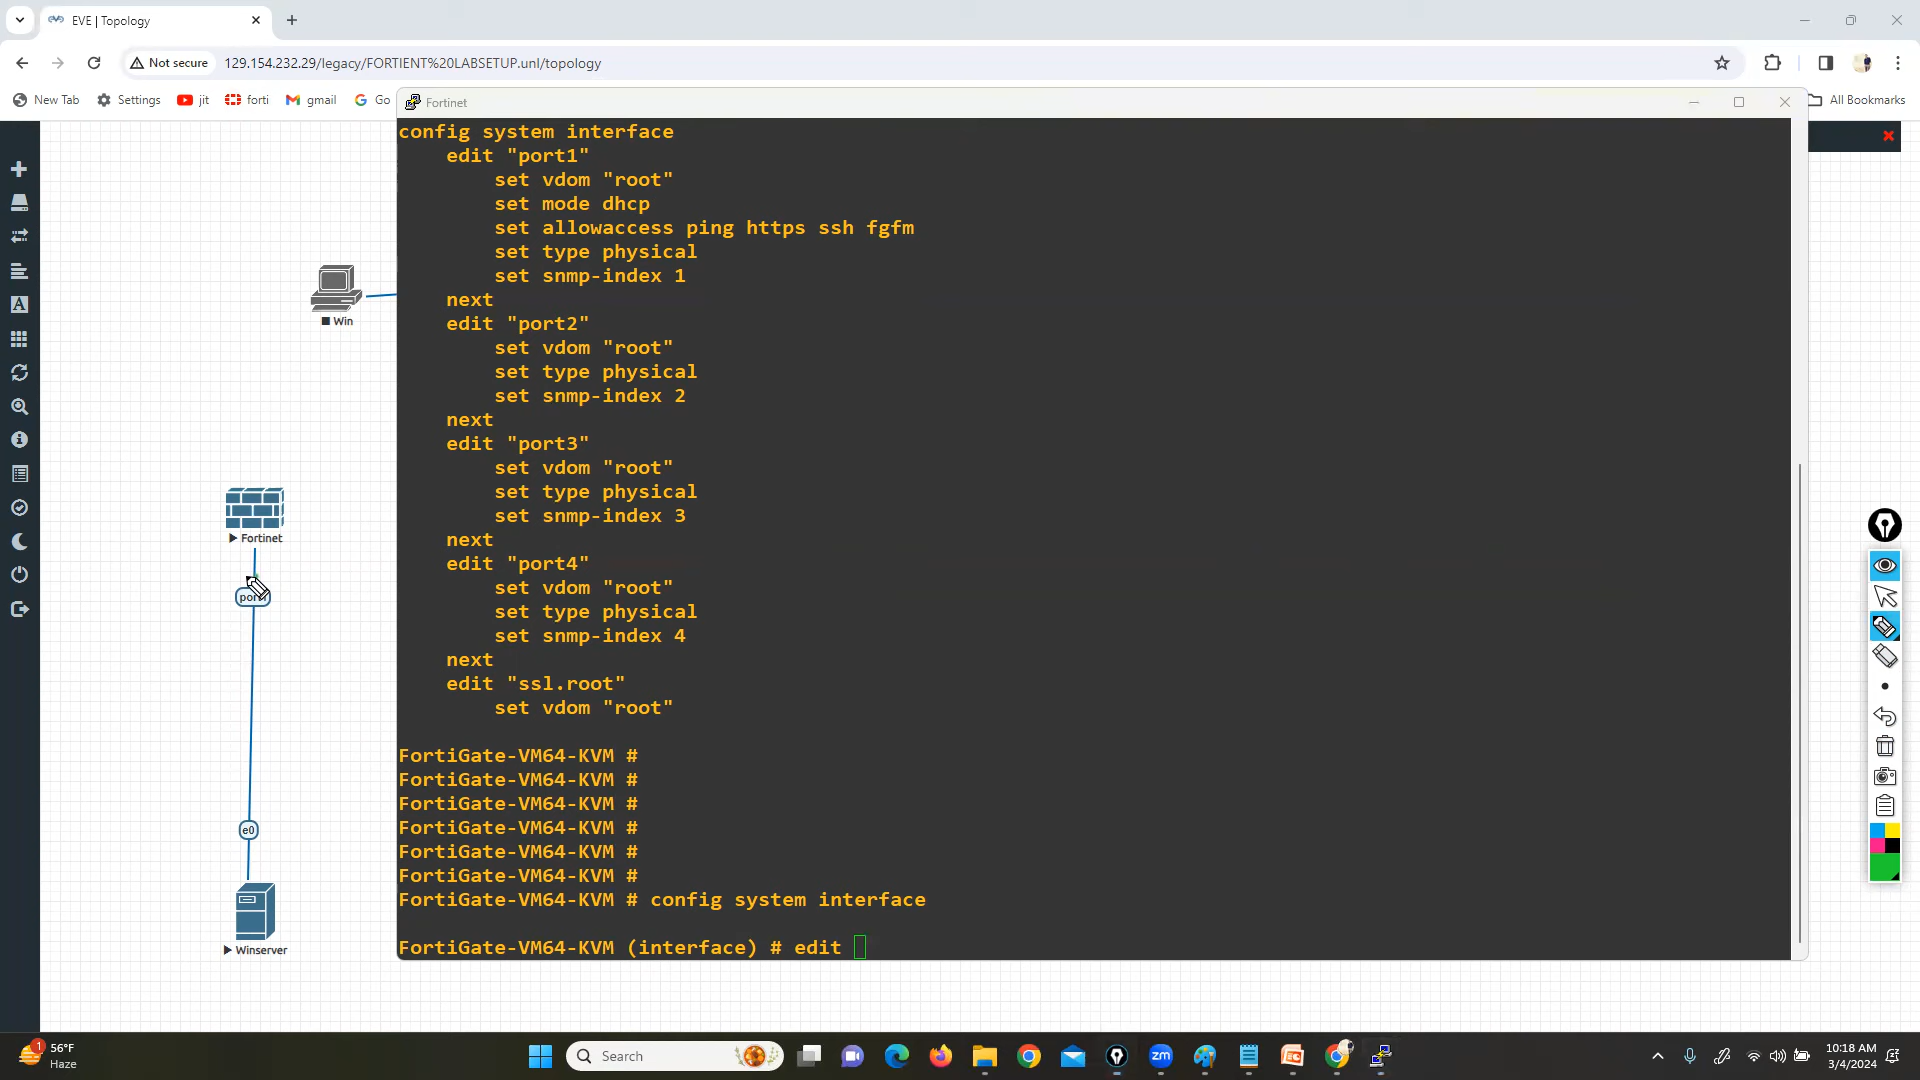 EVE | Topology
Not secure
129.154.232.29/legacy/FORTIENT%20LABSETUP.unl/topology
New Tab
Settings
jit
forti
gmail
Go
All Bookmarks
Fortinet
config system interface
edit "port1"
set vdom "root"
set mode dhcp
set allowaccess ping https ssh fgfm
set type physical
set snmp-index 1
next
edit "port2"
set vdom "root"
set type physical
set snmp-index 2
next
edit "port3"
set vdom "root"
set type physical
set snmp-index 3
next
edit "port4"
set vdom "root"
set type physical
set snmp-index 4
next
edit "ssl.root"
set vdom "root"
FortiGate-VM64-KVM #
FortiGate-VM64-KVM #
FortiGate-VM64-KVM #
FortiGate-VM64-KVM #
FortiGate-VM64-KVM #
FortiGate-VM64-KVM #
FortiGate-VM64-KVM # config system interface
FortiGate-VM64-KVM (interface) # edit
Win
Fortinet
e0
Winserver
1
56°F
Haze
Search
zm
10:18 AM
3/4/2024